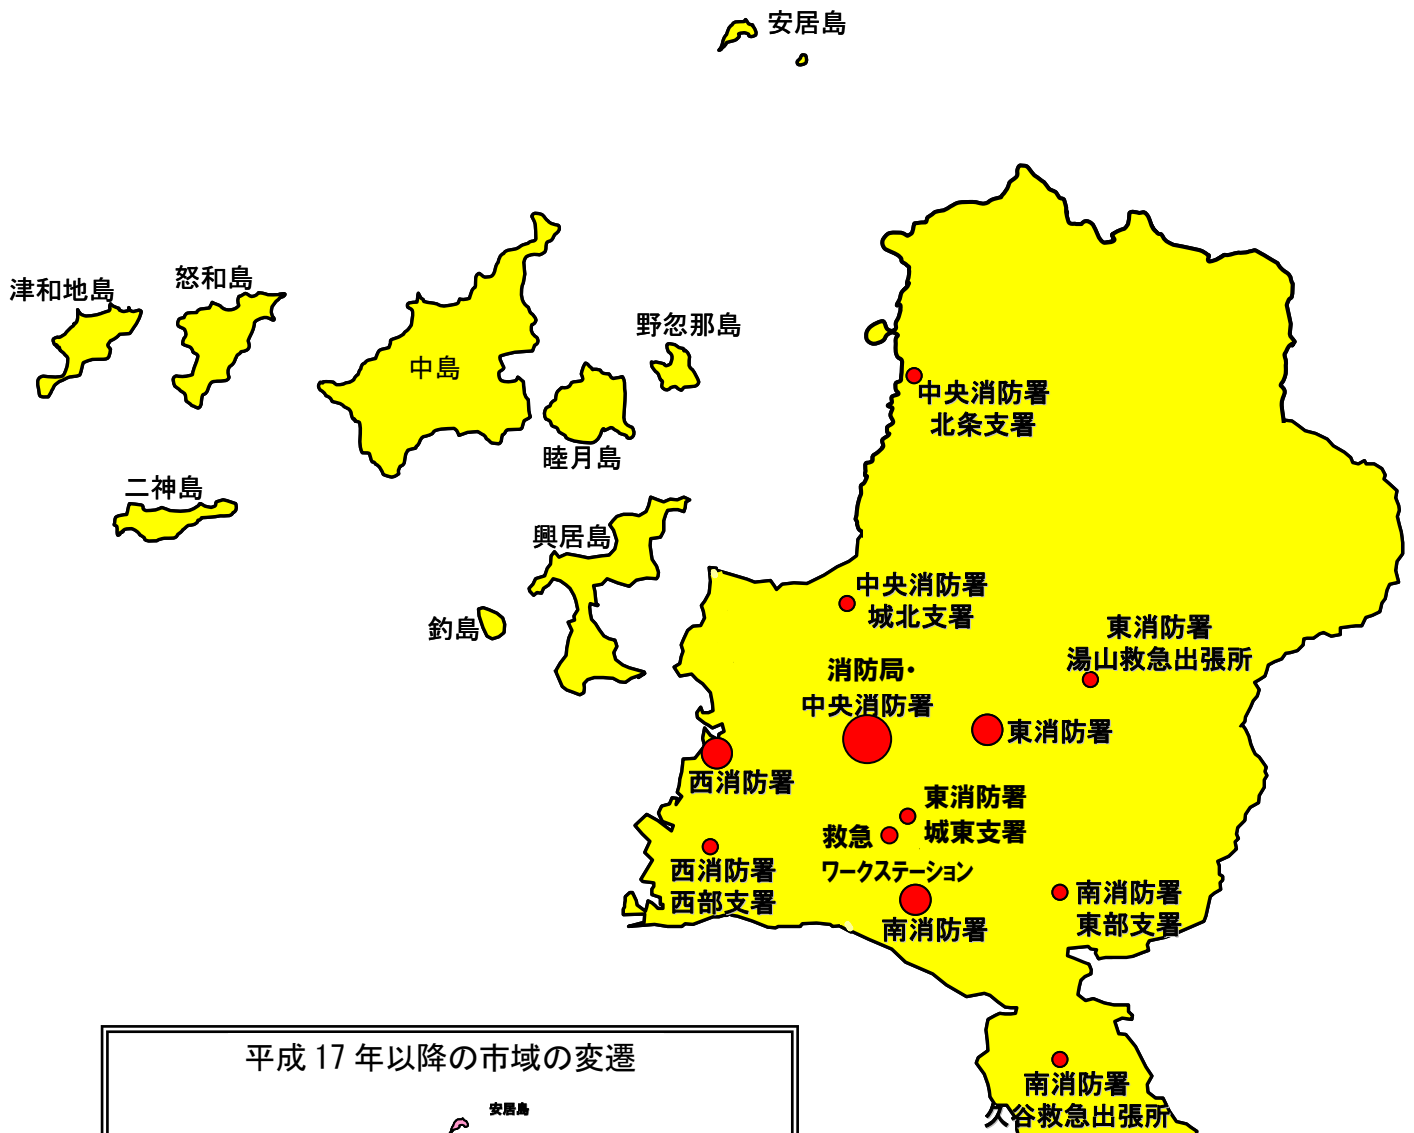 安居島
津和地島
怒和島
中島
野忽那島
睦月島
二神島
興居島
釣島
中央消防署
北条支署
中央消防署
城北支署
東消防署
湯山救急出張所
消防局・
中央消防署
東消防署
西消防署
東消防署
城東支署
救急
ワークステーション
西消防署
西部支署
南消防署
南消防署
東部支署
南消防署
久谷救急出張所
平成17年以降の市域の変遷
安居島